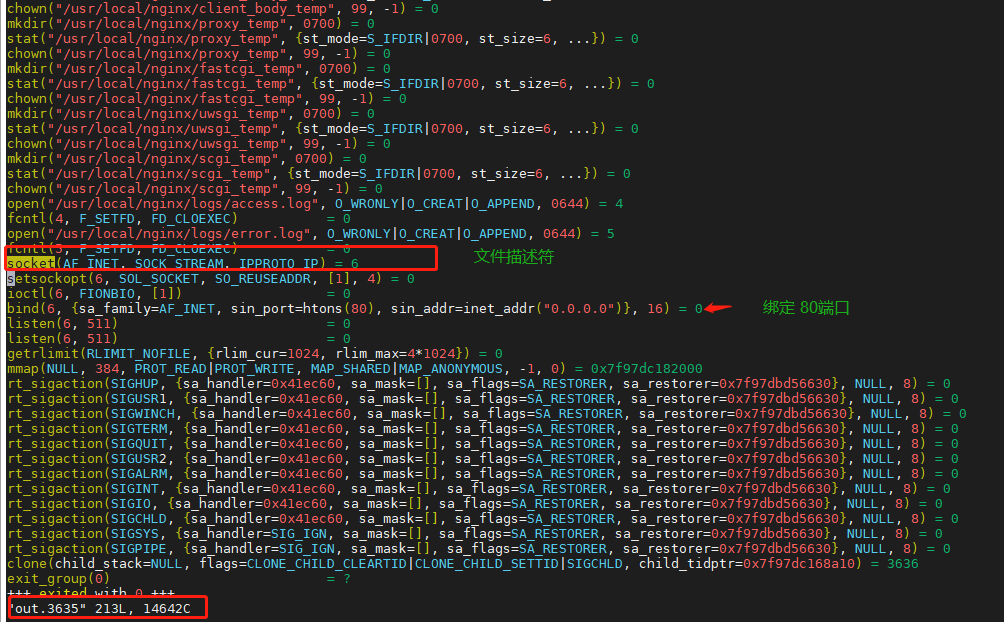 chown("/usr/local/nginx/client_body_temp", 99, -1) = 0
mkdir("/usr/local/nginx/proxy_temp", 0700) = 0
stat("/usr/local/nginx/proxy_temp", {st_mode=S_IFDIR|0700, st_size=6, ...}) = 0
chown("/usr/local/nginx/proxy_temp", 99, -1) = 0
mkdir("/usr/local/nginx/fastcgi_temp", 0700) = 0
stat("/usr/local/nginx/fastcgi_temp", {st_mode=S_IFDIR|0700, st_size=6, ...}) = 0
chown("/usr/local/nginx/fastcgi_temp", 99, -1) = 0
mkdir("/usr/local/nginx/uwsgi_temp", 0700) = 0
stat("/usr/local/nginx/uwsgi_temp", {st_mode=S_IFDIR|0700, st_size=6, ...}) = 0
chown("/usr/local/nginx/uwsgi_temp", 99, -1) = 0
mkdir("/usr/local/nginx/scgi_temp", 0700) = 0
stat("/usr/local/nginx/scgi_temp", {st_mode=S_IFDIR|0700, st_size=6, ...}) = 0
chown("/usr/local/nginx/scgi_temp", 99, -1) = 0
open("/usr/local/nginx/logs/access.log", O_WRONLY|O_CREAT|O_APPEND, 0644) = 4
fcntl(4, F_SETFD, FD_CLOEXEC) = 0
open("/usr/local/nginx/logs/error.log", O_WRONLY|O_CREAT|O_APPEND, 0644) = 5
fcntl(5, F_SETFD, FD_CLOEXEC) = 0
socket(AF_INET, SOCK_STREAM, IPPROTO_IP) = 6 文件描述符
setsockopt(6, SOL_SOCKET, SO_REUSEADDR, [1], 4) = 0
ioctl(6, FIONBIO, [1]) = 0
bind(6, {sa_family=AF_INET, sin_port=htons(80), sin_addr=inet_addr("0.0.0.0")}, 16) = 0 绑定 80端口
listen(6, 511) = 0
listen(6, 511) = 0
getrlimit(RLIMIT_NOFILE, {rlim_cur=1024, rlim_max=4*1024}) = 0
mmap(NULL, 384, PROT_READ|PROT_WRITE, MAP_SHARED|MAP_ANONYMOUS, -1, 0) = 0x7f97dc182000
rt_sigaction(SIGHUP, {sa_handler=0x41ec60, sa_mask=[], sa_flags=SA_RESTORER, sa_restorer=0x7f97dbd56630}, NULL, 8) = 0
rt_sigaction(SIGUSR1, {sa_handler=0x41ec60, sa_mask=[], sa_flags=SA_RESTORER, sa_restorer=0x7f97dbd56630}, NULL, 8) = 0
rt_sigaction(SIGWINCH, {sa_handler=0x41ec60, sa_mask=[], sa_flags=SA_RESTORER, sa_restorer=0x7f97dbd56630}, NULL, 8) = 0
rt_sigaction(SIGTERM, {sa_handler=0x41ec60, sa_mask=[], sa_flags=SA_RESTORER, sa_restorer=0x7f97dbd56630}, NULL, 8) = 0
rt_sigaction(SIGQUIT, {sa_handler=0x41ec60, sa_mask=[], sa_flags=SA_RESTORER, sa_restorer=0x7f97dbd56630}, NULL, 8) = 0
rt_sigaction(SIGUSR2, {sa_handler=0x41ec60, sa_mask=[], sa_flags=SA_RESTORER, sa_restorer=0x7f97dbd56630}, NULL, 8) = 0
rt_sigaction(SIGALRM, {sa_handler=0x41ec60, sa_mask=[], sa_flags=SA_RESTORER, sa_restorer=0x7f97dbd56630}, NULL, 8) = 0
rt_sigaction(SIGINT, {sa_handler=0x41ec60, sa_mask=[], sa_flags=SA_RESTORER, sa_restorer=0x7f97dbd56630}, NULL, 8) = 0
rt_sigaction(SIGIO, {sa_handler=0x41ec60, sa_mask=[], sa_flags=SA_RESTORER, sa_restorer=0x7f97dbd56630}, NULL, 8) = 0
rt_sigaction(SIGCHLD, {sa_handler=0x41ec60, sa_mask=[], sa_flags=SA_RESTORER, sa_restorer=0x7f97dbd56630}, NULL, 8) = 0
rt_sigaction(SIGSYS, {sa_handler=SIG_IGN, sa_mask=[], sa_flags=SA_RESTORER, sa_restorer=0x7f97dbd56630}, NULL, 8) = 0
rt_sigaction(SIGPIPE, {sa_handler=SIG_IGN, sa_mask=[], sa_flags=SA_RESTORER, sa_restorer=0x7f97dbd56630}, NULL, 8) = 0
clone(child_stack=NULL, flags=CLONE_CHILD_CLEARTID|CLONE_CHILD_SETTID|SIGCHLD, child_tidptr=0x7f97dc168a10) = 3636
exit_group(0) = ?
+++ exited with 0 +++
"out.3635" 213L, 14642C